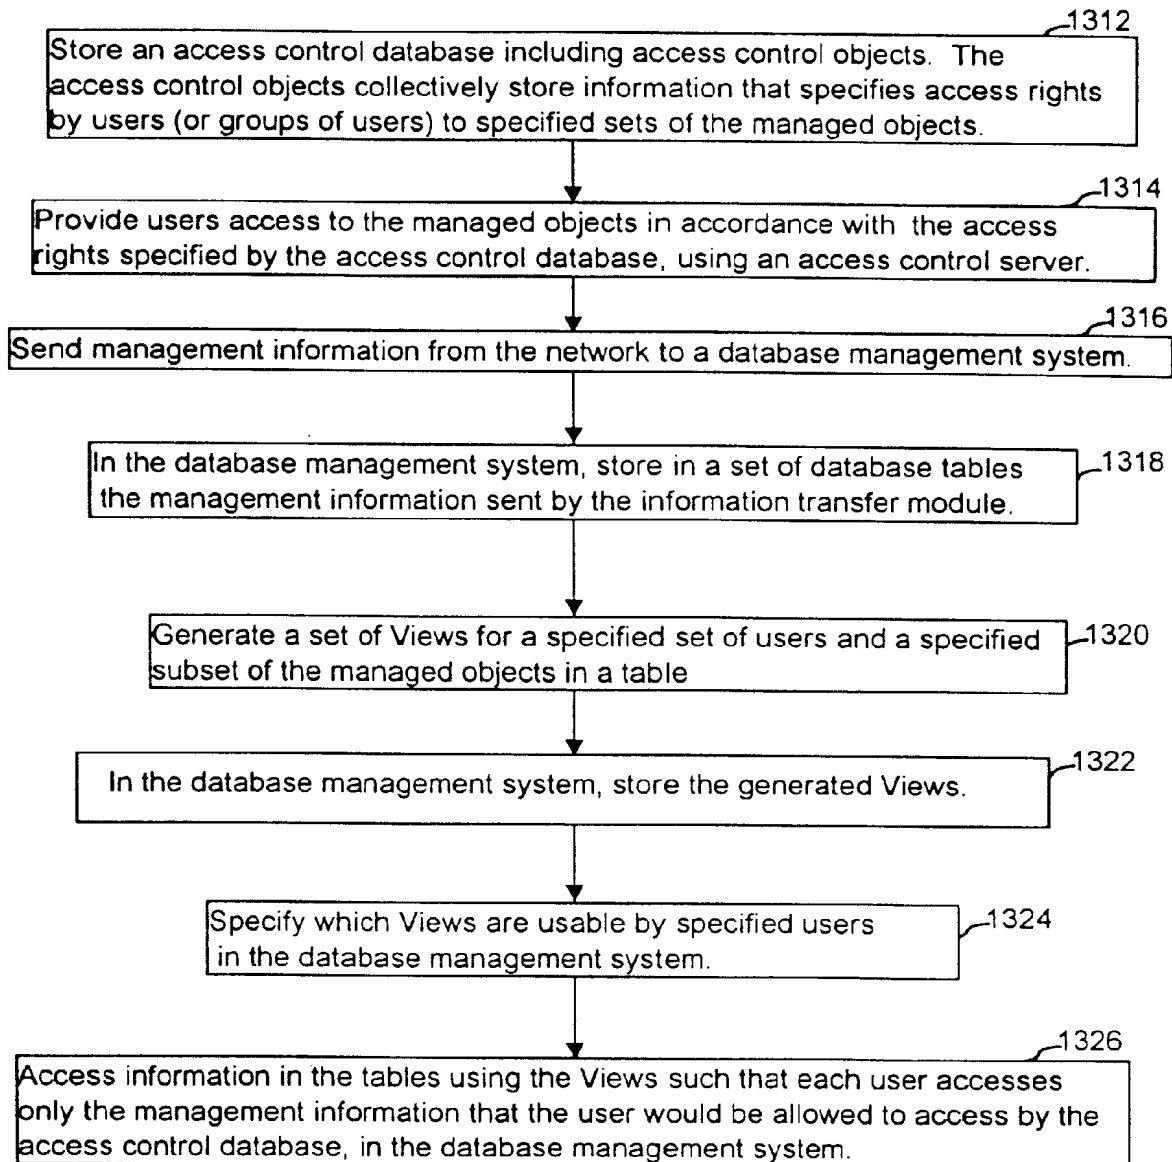 1312
Store an access control database including access control objects. The
access control objects collectively store information that specifies access rights
by users (or groups of users) to specified sets of the managed objects.
1314
Provide users access to the managed objects in accordance with the access
rights specified by the access control database, using an access control server.
1316
Send management information from the network to a database management system.
1318
In the database management system, store in a set of database tables
the management information sent by the information transfer module.
1320
Generate a set of Views for a specified set of users and a specified
subset of the managed objects in a table
1322
In the database management system, store the generated Views.
1324
Specify which Views are usable by specified users
in the database management system.
1326
Access information in the tables using the Views such that each user accesses
only the management information that the user would be allowed to access by the
access control database, in the database management system.